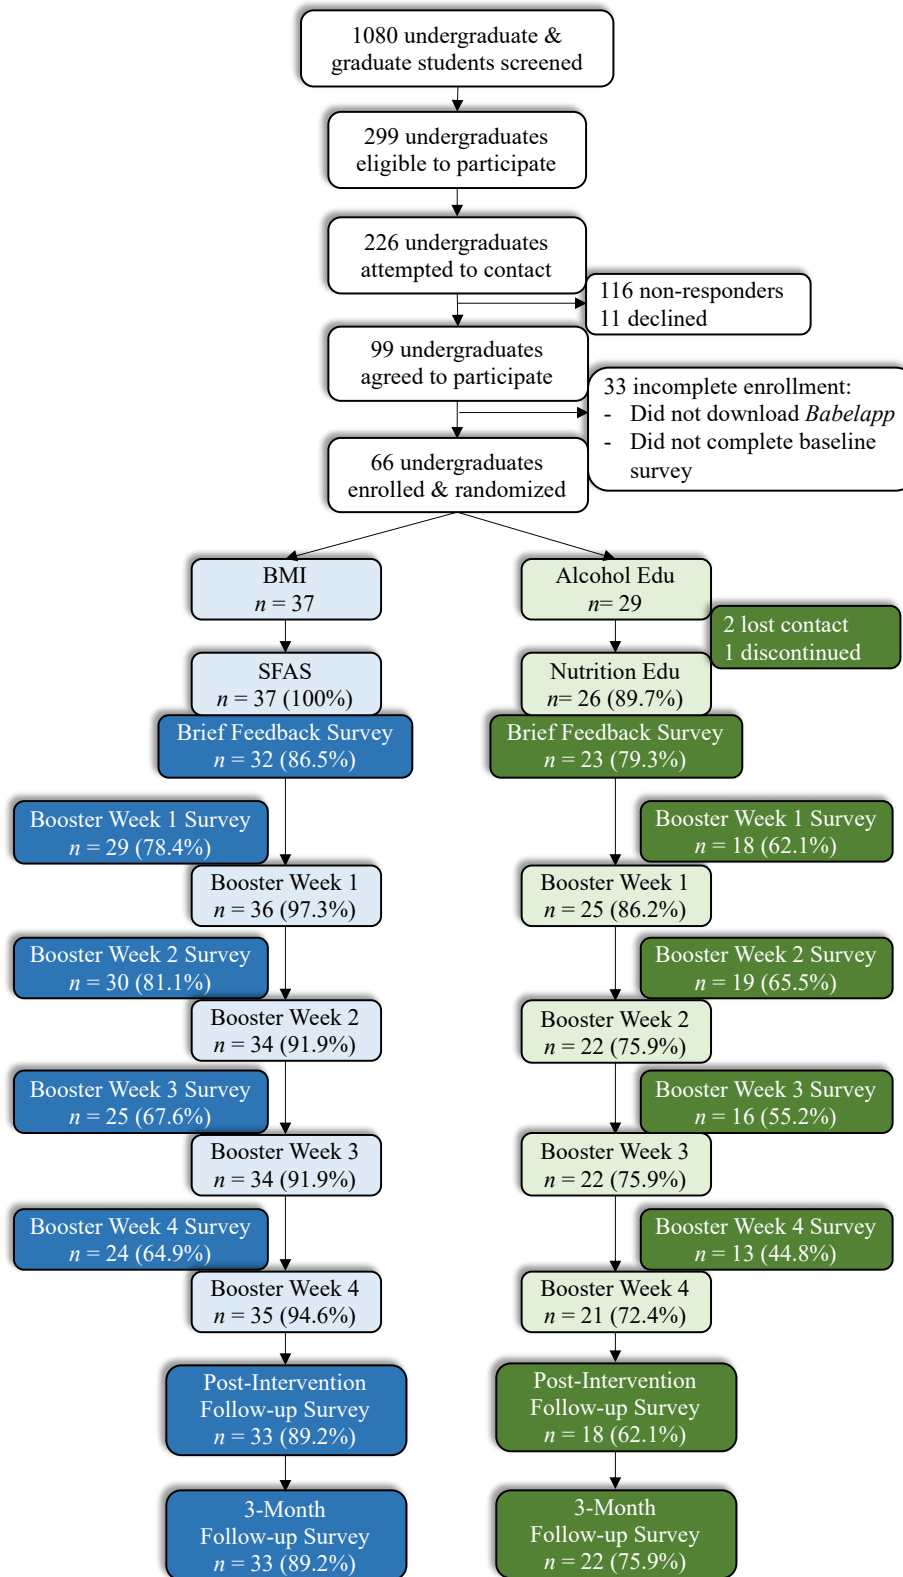 1080 undergraduate &
graduate students screened
299 undergraduates
eligible to participate
226 undergraduates
attempted to contact
116 non-responders
11 declined
99 undergraduates
agreed to participate
33 incomplete enrollment:
- Did not download Babelapp
- Did not complete baseline
survey
66 undergraduates
enrolled & randomized
BMI
n = 37
Alcohol Edu
n= 29
2 lost contact
1 discontinued
SFAS
n = 37 (100%)
Nutrition Edu
n= 26 (89.7%)
Brief Feedback Survey
n = 32 (86.5%)
Brief Feedback Survey
n = 23 (79.3%)
Booster Week 1 Survey
n = 29 (78.4%)
Booster Week 1 Survey
n = 18 (62.1%)
Booster Week 1
n = 36 (97.3%)
Booster Week 1
n = 25 (86.2%)
Booster Week 2 Survey
n = 30 (81.1%)
Booster Week 2 Survey
n = 19 (65.5%)
Booster Week 2
n = 34 (91.9%)
Booster Week 2
n = 22 (75.9%)
Booster Week 3 Survey
n = 25 (67.6%)
Booster Week 3 Survey
n = 16 (55.2%)
Booster Week 3
n = 34 (91.9%)
Booster Week 3
n = 22 (75.9%)
Booster Week 4 Survey
n = 24 (64.9%)
Booster Week 4 Survey
n = 13 (44.8%)
Booster Week 4
n = 35 (94.6%)
Booster Week 4
n = 21 (72.4%)
Post-Intervention
Follow-up Survey
n = 33 (89.2%)
Post-Intervention
Follow-up Survey
n = 18 (62.1%)
3-Month
Follow-up Survey
n = 33 (89.2%)
3-Month
Follow-up Survey
n = 22 (75.9%)